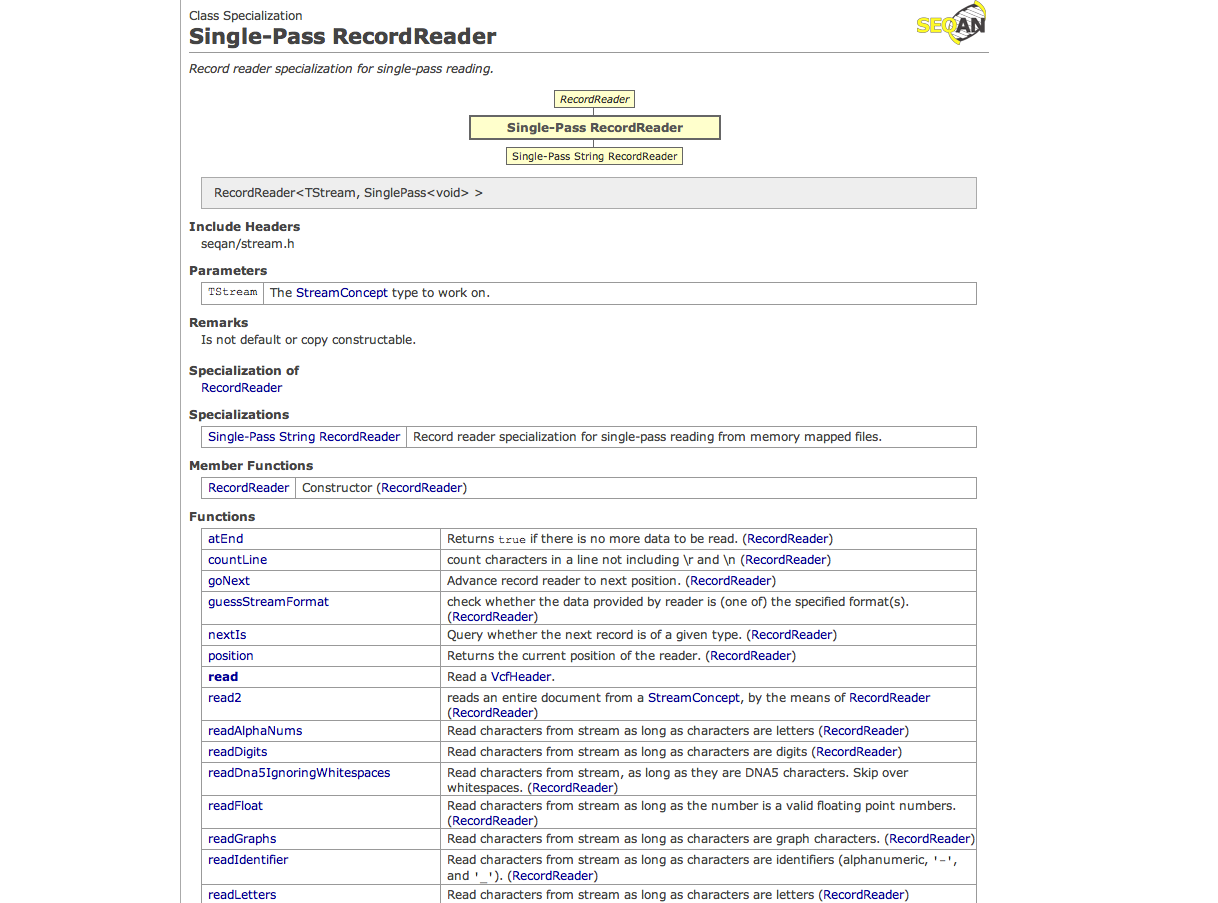 Class Specialization
SEQAN
Single-Pass RecordReader
Record reader specialization for single-pass reading.
RecordReader
Single-Pass RecordReader
Single-Pass String RecordReader
RecordReader<TStream, SinglePass<void> >
Include Headers
seqan/stream.h
Parameters
TStream The StreamConcept type to work on.
Remarks
Is not default or copy constructable.
Specialization of
RecordReader
Specializations
Single-Pass String RecordReader Record reader specialization for single-pass reading from memory mapped files.
Member Functions
RecordReader Constructor (RecordReader)
Functions
atEnd Returns true if there is no more data to be read. (RecordReader)
countLine count characters in a line not including \r and \n (RecordReader)
goNext Advance record reader to next position. (RecordReader)
guessStreamFormat check whether the data provided by reader is (one of) the specified format(s).
(RecordReader)
nextIs Query whether the next record is of a given type. (RecordReader)
position Returns the current position of the reader. (RecordReader)
read Read a VcfHeader.
read2 reads an entire document from a StreamConcept, by the means of RecordReader
(RecordReader)
readAlphaNums Read characters from stream as long as characters are letters (RecordReader)
readDigits Read characters from stream as long as characters are digits (RecordReader)
readDna5IgnoringWhitespaces Read characters from stream, as long as they are DNA5 characters. Skip over
whitespaces. (RecordReader)
readFloat Read characters from stream as long as the number is a valid floating point numbers.
(RecordReader)
readGraphs Read characters from stream as long as characters are graph characters. (RecordReader)
readIdentifier Read characters from stream as long as characters are identifiers (alphanumeric, '-',
and '_'). (RecordReader)
readLetters Read characters from stream as long as characters are letters (RecordReader)